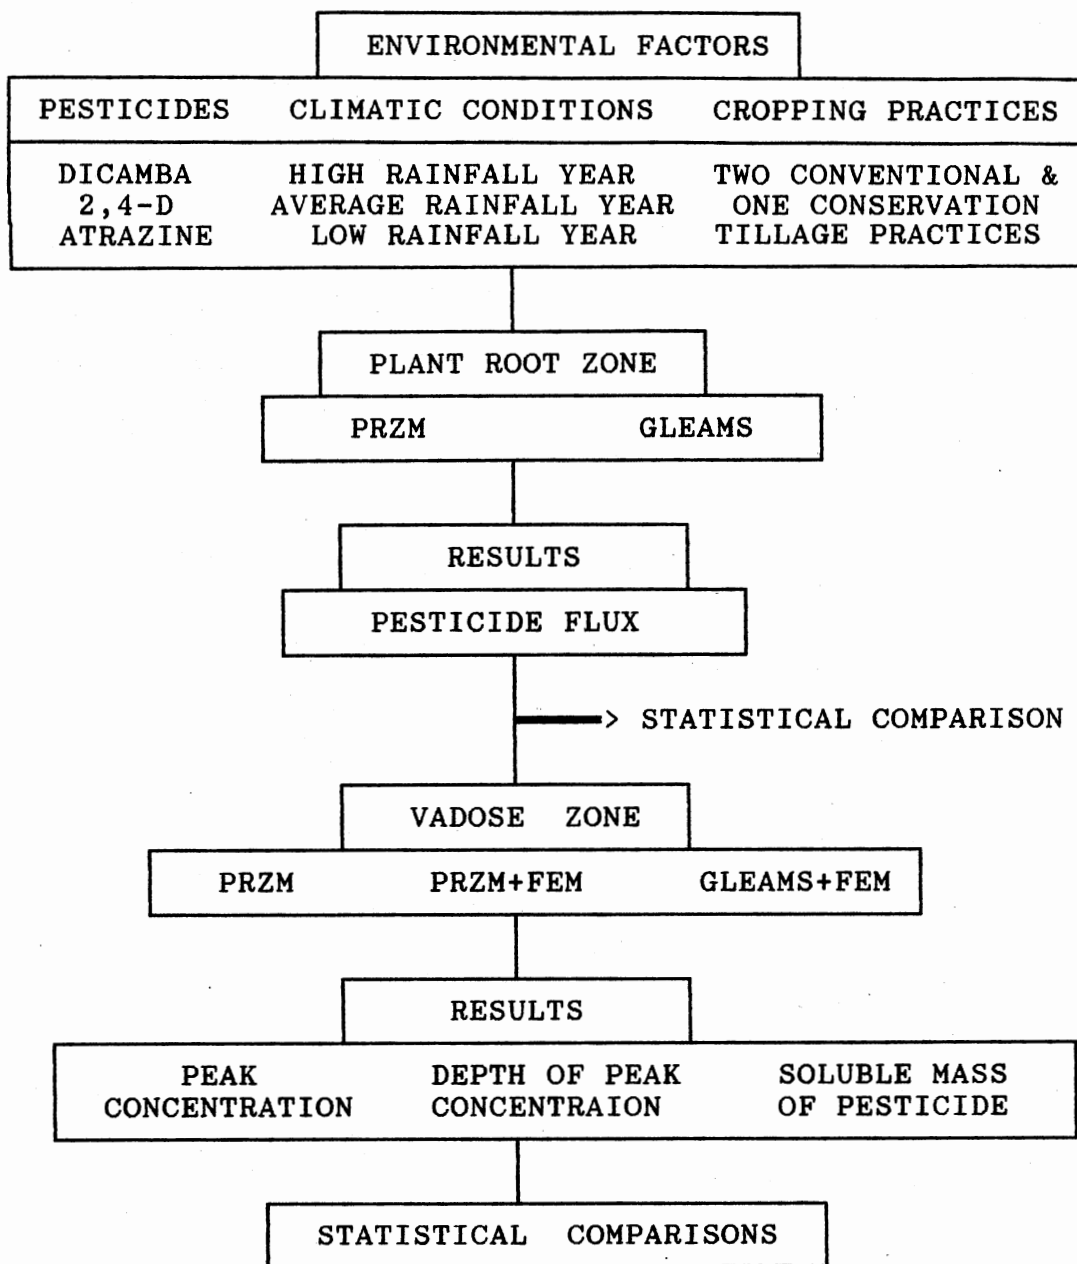 ENVIRONMENTAL FACTORS
PESTICIDES CLIMATIC CONDITIONS CROPPING PRACTICES
DICAMBA HIGH RAINFALL YEAR TWO CONVENTIONAL &
2,4-D AVERAGE RAINFALL YEAR ONE CONSERVATION
ATRAZINE LOW RAINFALL YEAR TILLAGE PRACTICES
PLANT ROOT ZONE
PRZM GLEAMS
RESULTS
PESTICIDE FLUX
> STATISTICAL COMPARISON
VADOSE ZONE
PRZM PRZM+FEM GLEAMS+FEM
RESULTS
PEAK DEPTH OF PEAK SOLUBLE MASS
CONCENTRATION CONCENTRAION OF PESTICIDE
STATISTICAL COMPARISONS